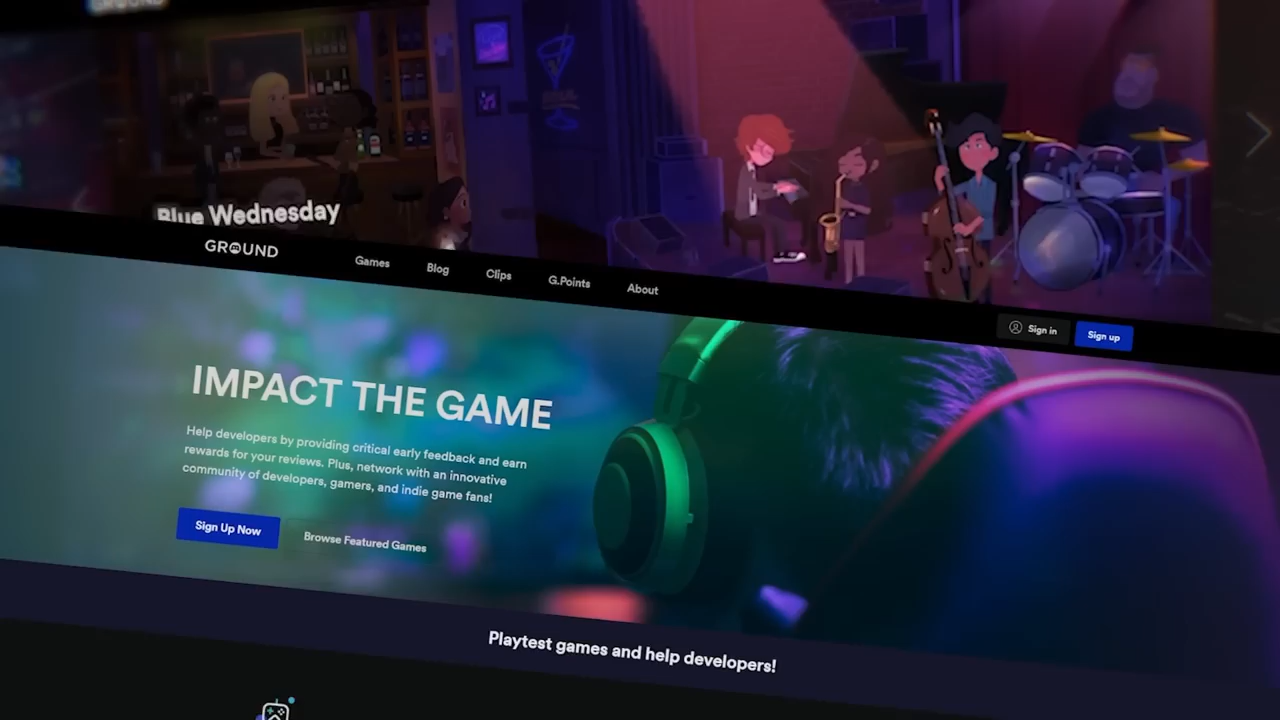 GROUND
Blue Wednesday
GROUND
Games
Blog
Clips
G.Points
About
Sign in
Sign up
IMPACT THE GAME
Help developers by providing critical early feedback and earn
rewards for your reviews. Plus, network with an innovative
community of developers, gamers, and indie game fans!
Sign Up Now
Browse Featured Games
Playtest games and help developers!